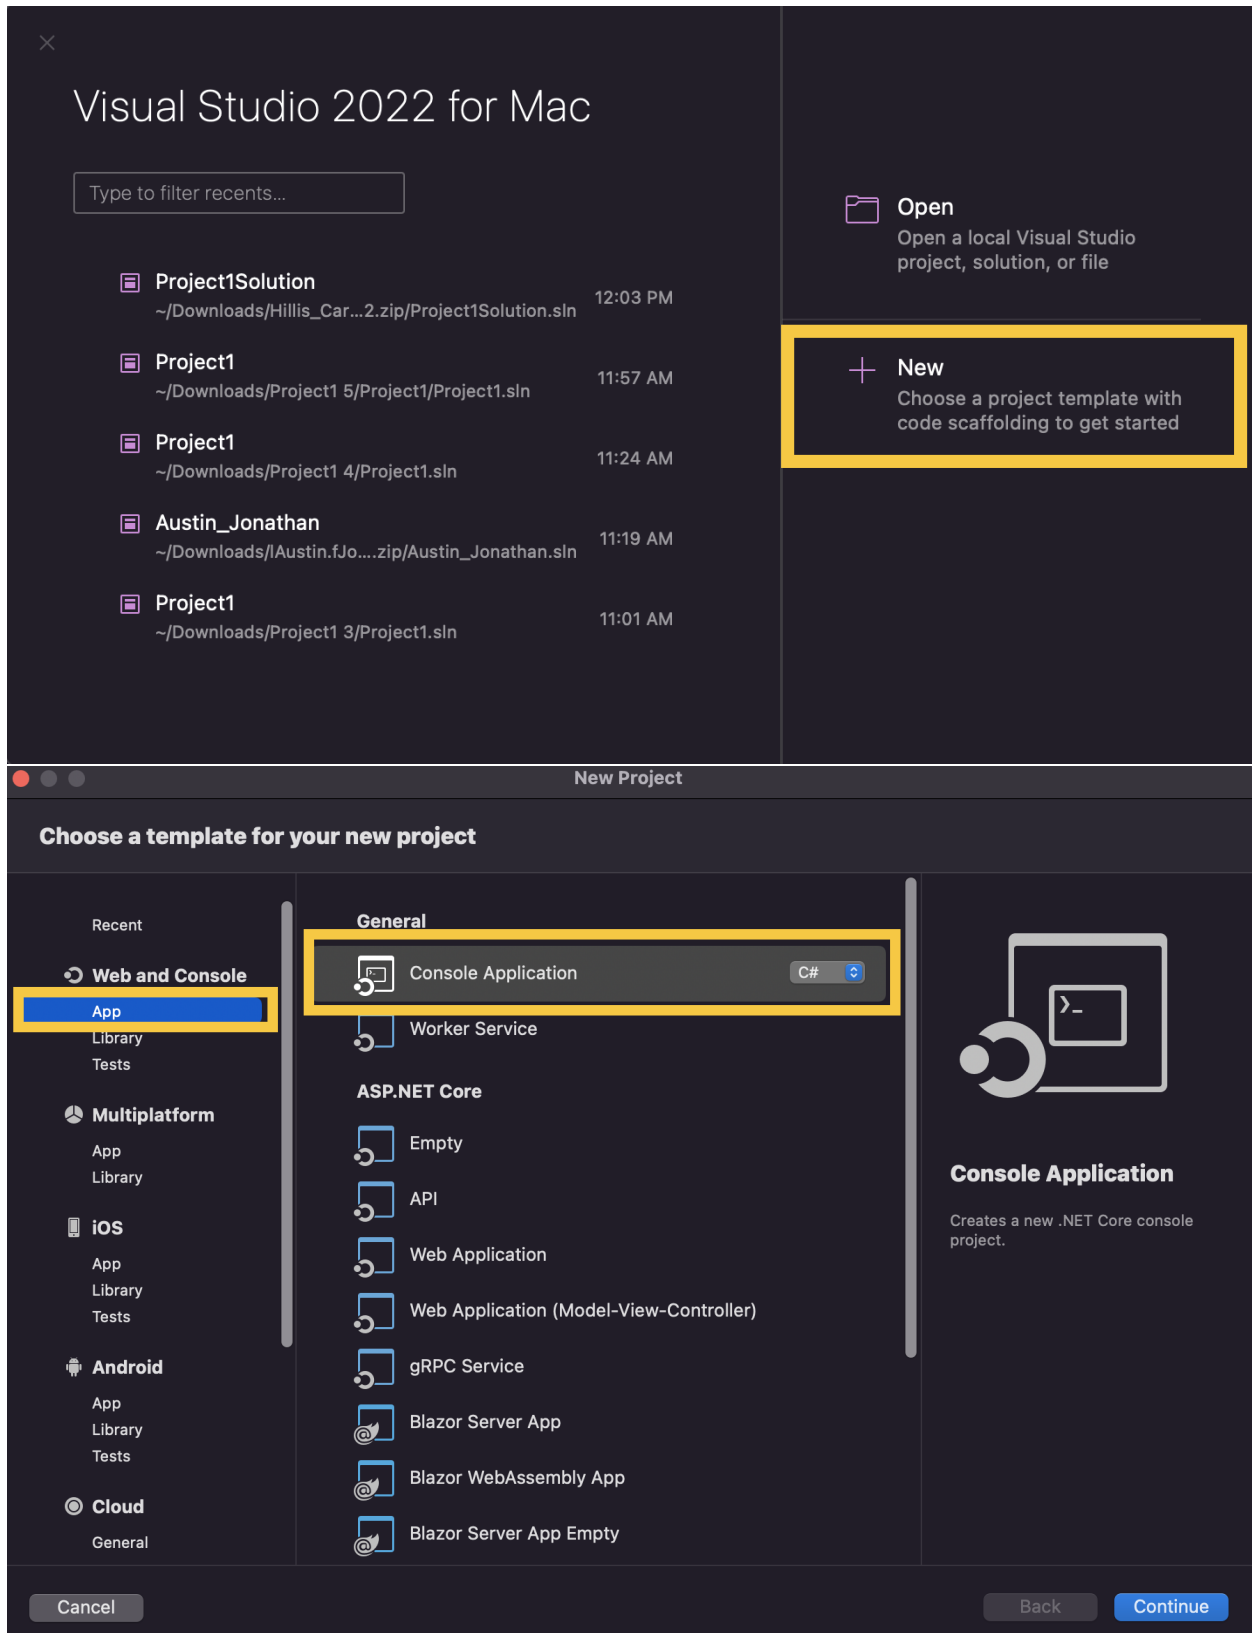 Visual Studio 2022 for Mac
Type to filter recents...
Project1Solution
~/Downloads/Hillis_Car...2.zip/Project1Solution.sln
12:03 PM
Project1
~/Downloads/Project1 5/Project1/Project1.sln
11:57 AM
Project1
~/Downloads/Project1 4/Project1.sln
11:24 AM
Austin_Jonathan
~/Downloads/lAustin.fJo....zip/Austin_Jonathan.sln
11:19 AM
Project1
~/Downloads/Project1 3/Project1.sln
11:01 AM
Open
Open a local Visual Studio
project, solution, or file
New
Choose a project template with
code scaffolding to get started
New Project
Choose a template for your new project
Recent
Web and Console
App
Library
Tests
Multiplatform
App
Library
iOS
App
Library
Tests
Android
App
Library
Tests
Cloud
General
General
Console Application
C#
Worker Service
ASP.NET Core
Empty
API
Web Application
Web Application (Model-View-Controller)
gRPC Service
Blazor Server App
Blazor WebAssembly App
Blazor Server App Empty
Console Application
Creates a new .NET Core console
project.
Cancel
Back
Continue